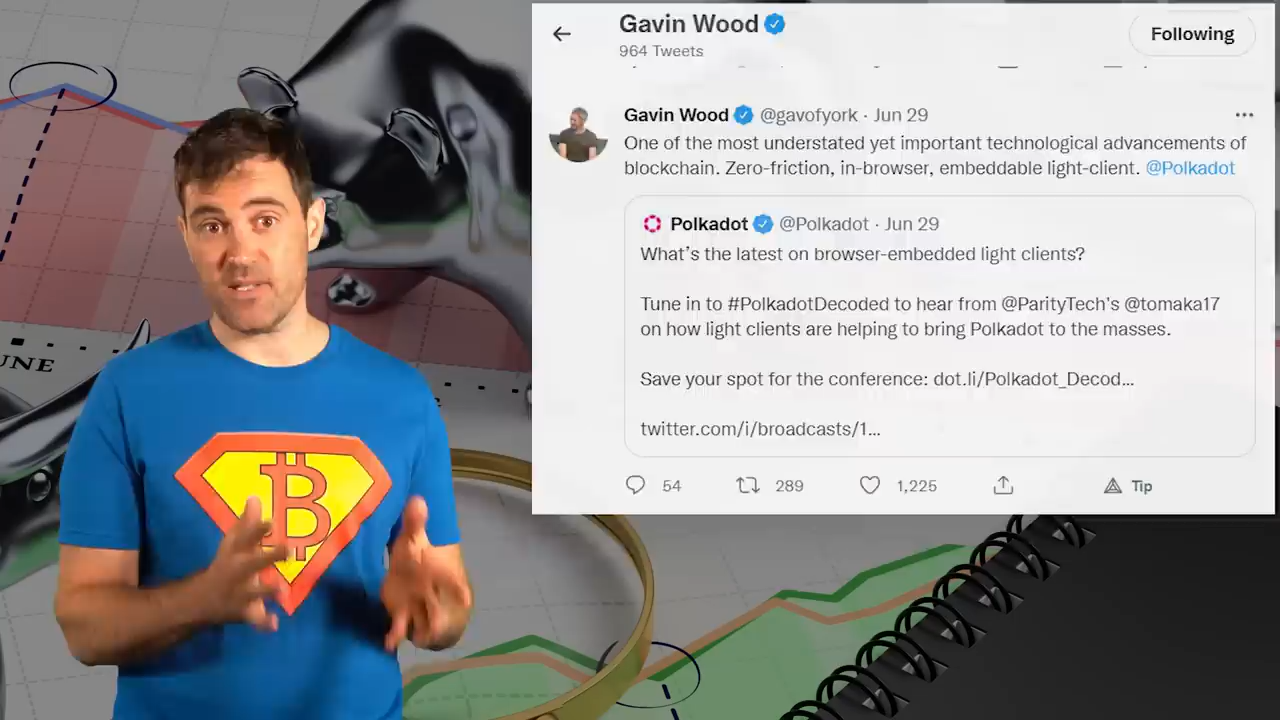 Gavin Wood
964 Tweets
Following
Gavin Wood @gavofyork · Jun 29
One of the most understated yet important technological advancements of
blockchain. Zero-friction, in-browser, embeddable light-client. @Polkadot
Polkadot @Polkadot · Jun 29
What's the latest on browser-embedded light clients?
Tune in to #PolkadotDecoded to hear from @ParityTech's @tomaka17
on how light clients are helping to bring Polkadot to the masses.
Save your spot for the conference: dot.li/Polkadot_Decod...
twitter.com/i/broadcasts/1...
54 289 1,225 Tip
UNE
B